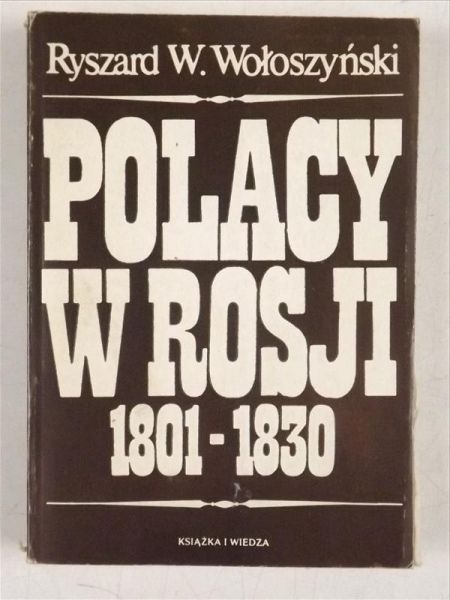 Ryszard W. Wołoszyński
POLACY
W ROSJI
1801-1830
KSIĄŻKA I WIEDZA